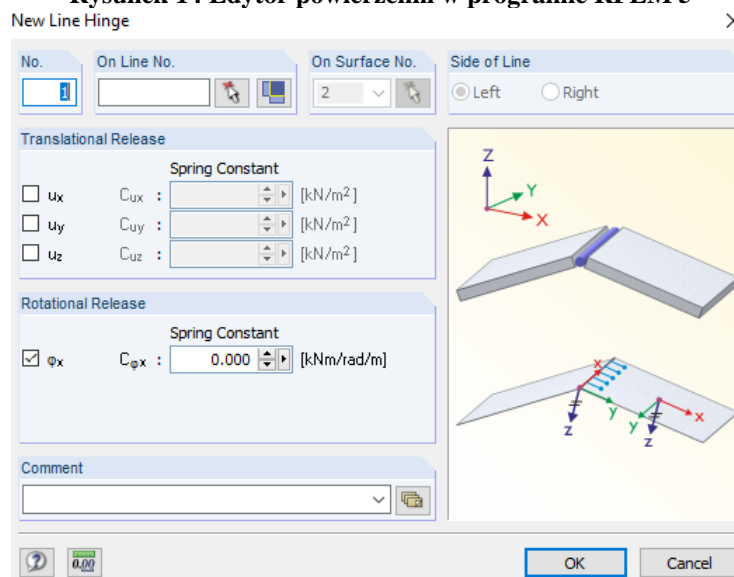 New Line Hinge
No. On Line No. On Surface No. Side of Line
1 2 Left Right
Translational Release
Spring Constant
ux Cux : [kN/m²]
uy Cuy : [kN/m²]
uz Cuz : [kN/m²]
Rotational Release
Spring Constant
φx Cφx : 0.000 [kNm/rad/m]
Comment
Z
Y
X
x
y
z
x
y
z
0.00 OK Cancel